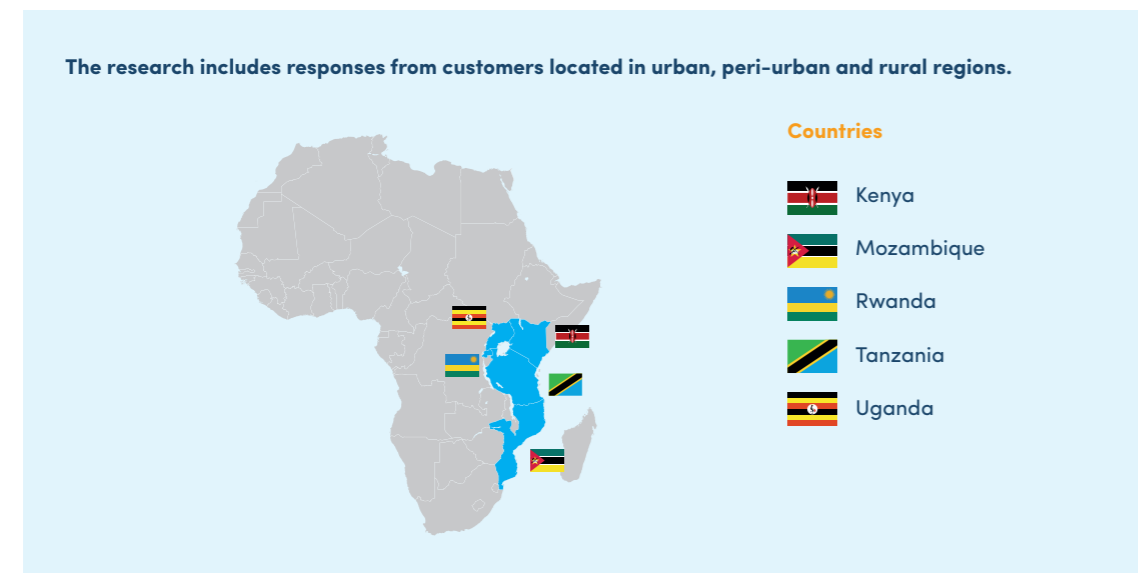 The research includes responses from customers located in urban, peri-urban and rural regions.
Countries
Kenya
Mozambique
Rwanda
Tanzania
Uganda